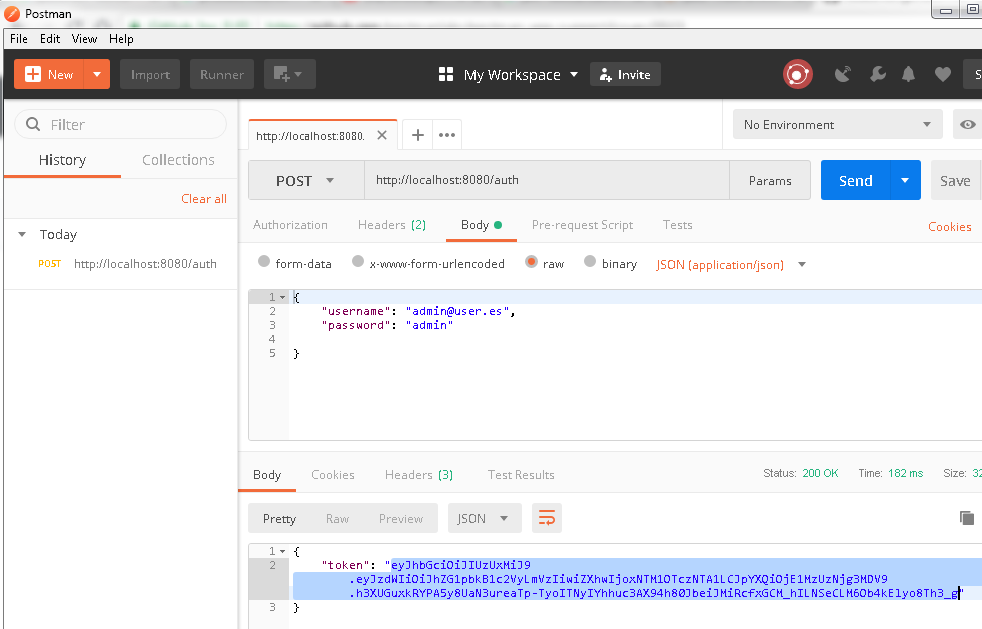 Postman
File Edit View Help
New Import Runner My Workspace Invite S
Filter
History Collections
Clear all
Today
POST http://localhost:8080/auth
http://localhost:8080. No Environment
POST http://localhost:8080/auth Params Send Save
Authorization Headers (2) Body Pre-request Script Tests Cookies
form-data x-www-form-urlencoded raw binary JSON (application/json)
1 {
2 "username": "admin@user.es",
3 "password": "admin"
4
5 }
Body Cookies Headers (3) Test Results Status: 200 OK Time: 182 ms Size: 32
Pretty Raw Preview JSON
1 {
2 "token": "eyJhbGciOiJIUzUxMiJ9
.eyJzdWIiOiJhZG1pbkB1c2VyLmVzIiwiZXhwIjoxNTM1OTczNTA1LCJpYXQiOjE1MzUzNjg3MDV9
.h3XUGuxkRYPA5y8UaN3ureaTp-TyoITNyIYhhuc3AX94h80JbeiJMiRcfxGCM_hILNSeCLM6Ob4kElyo8Th3_g"
3 }